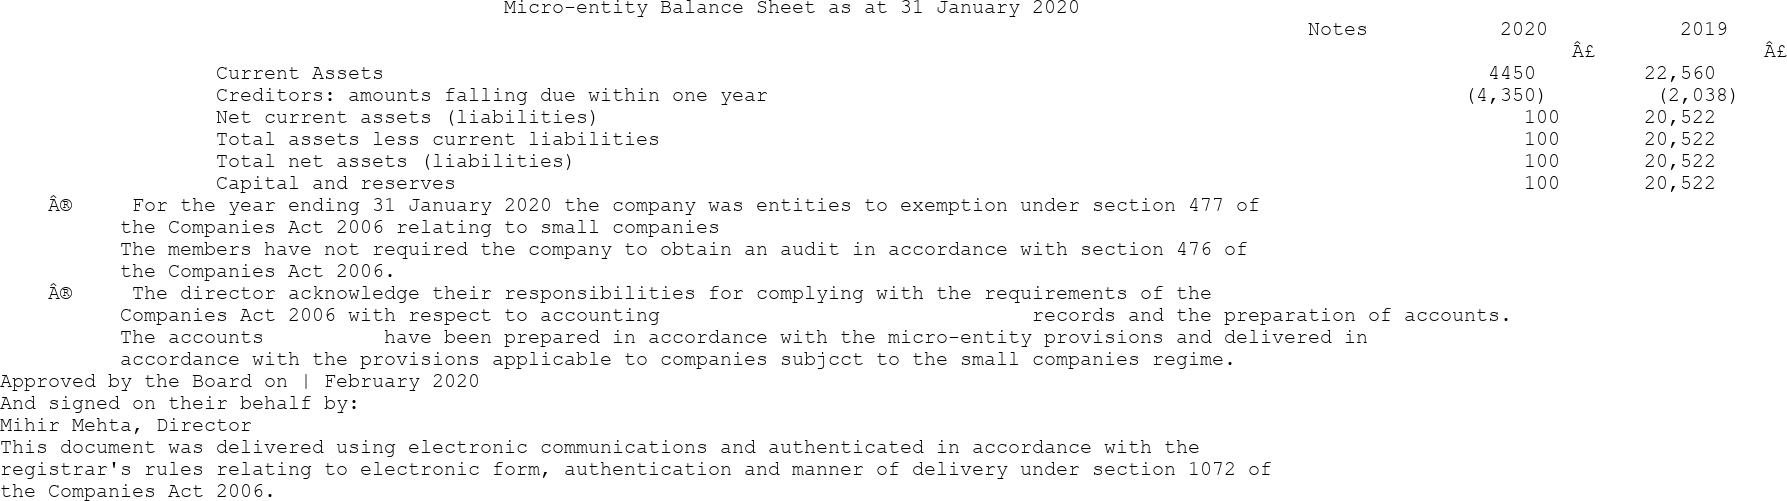 Micro-entity Balance Sheet as at 31 January 2020
Notes 2020 2019
Â£ Â£
Current Assets 4450 22,560
Creditors: amounts falling due within one year (4,350) (2,038)
Net current assets (liabilities) 100 20,522
Total assets less current liabilities 100 20,522
Total net assets (liabilities) 100 20,522
Capital and reserves 100 20,522
Â® For the year ending 31 January 2020 the company was entities to exemption under section 477 of
the Companies Act 2006 relating to small companies
The members have not required the company to obtain an audit in accordance with section 476 of
the Companies Act 2006.
Â® The director acknowledge their responsibilities for complying with the requirements of the
Companies Act 2006 with respect to accounting records and the preparation of accounts.
The accounts have been prepared in accordance with the micro-entity provisions and delivered in
accordance with the provisions applicable to companies subjcct to the small companies regime.
Approved by the Board on | February 2020
And signed on their behalf by:
Mihir Mehta, Director
This document was delivered using electronic communications and authenticated in accordance with the
registrar's rules relating to electronic form, authentication and manner of delivery under section 1072 of
the Companies Act 2006.